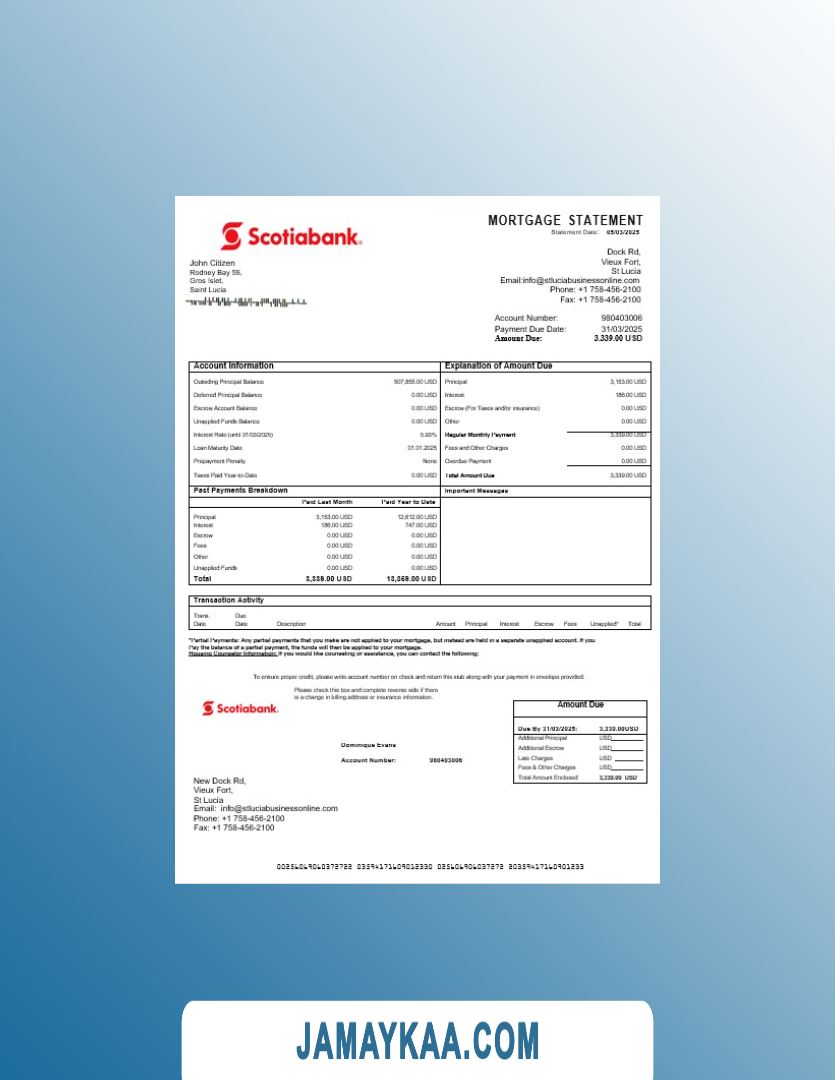 Scotiabank
MORTGAGE STATEMENT
Statement Date: 05/03/2025
John Citizen
Rodney Bay 59,
Gros Islet,
Saint Lucia
Dock Rd,
Vieux Fort,
St Lucia
Email:info@stluciabusinessonline.com
Phone: +1 758-456-2100
Fax: +1 758-456-2100
Account Number: 980403006
Payment Due Date: 31/03/2025
Amount Due: 3.339.00 USD
Account Information
Outsiding Principal Balance 507,855.00 USD
Deferred Principal Balance 0.00 USD
Escrow Account Balance 0.00 USD
Unapplied Funds Balance 0.00 USD
Interest Rate (until 31/03/2025) 5.93%
Loan Maturity Date 01.01.2025
Prepayment Penalty None
Taxes Paid Year-to-Date 0.00 USD
Explanation of Amount Due
Principal 3,153.00 USD
Interest 186.00 USD
Escrow (For Taxes and/or insurance) 0.00 USD
Other 0.00 USD
Regular Monthly Payment 3,339.00 USD
Fees and Other Charges 0.00 USD
Overdue Payment 0.00 USD
Total Amount Due 3,339.00 USD
Past Payments Breakdown
Paid Last Month Paid Year to Date
Principal 3,153.00 USD 12,612.00 USD
Interest 186.00 USD 747.00 USD
Escrow 0.00 USD 0.00 USD
Fees 0.00 USD 0.00 USD
Other 0.00 USD 0.00 USD
Unapplied Funds 0.00 USD 0.00 USD
Total 3,339.00 USD 13,359.00 USD
Important Messages
Transaction Activity
Trans. Due
Date Date Description Amount Principal Interest Escrow Fees Unapplied* Total
*Partial Payments: Any partial payments that you make are not applied to your mortgage, but instead are held in a separate unapplied account. If you
Pay the balance of a partial payment, the funds will then be applied to your mortgage.
Housing Counselor Information: If you would like counseling or assistance, you can contact the following:
To ensure proper credit, please write account number on check and return this stub along with your payment in envelope provided.
Please check this box and complete reverse side if there
is a change in billing address or insurance information.
Scotiabank
Dominique Evans
Account Number: 980403006
Amount Due
Due By 31/03/2025: 3,339.00USD
Additional Principal USD
Additional Escrow USD
Late Charges USD
Fees & Other Charges USD
Total Amount Enclosed 3,339.00 USD
New Dock Rd,
Vieux Fort,
St Lucia
Email: info@stluciabusinessonline.com
Phone: +1 758-456-2100
Fax: +1 758-456-2100
JAMAYKAA.COM